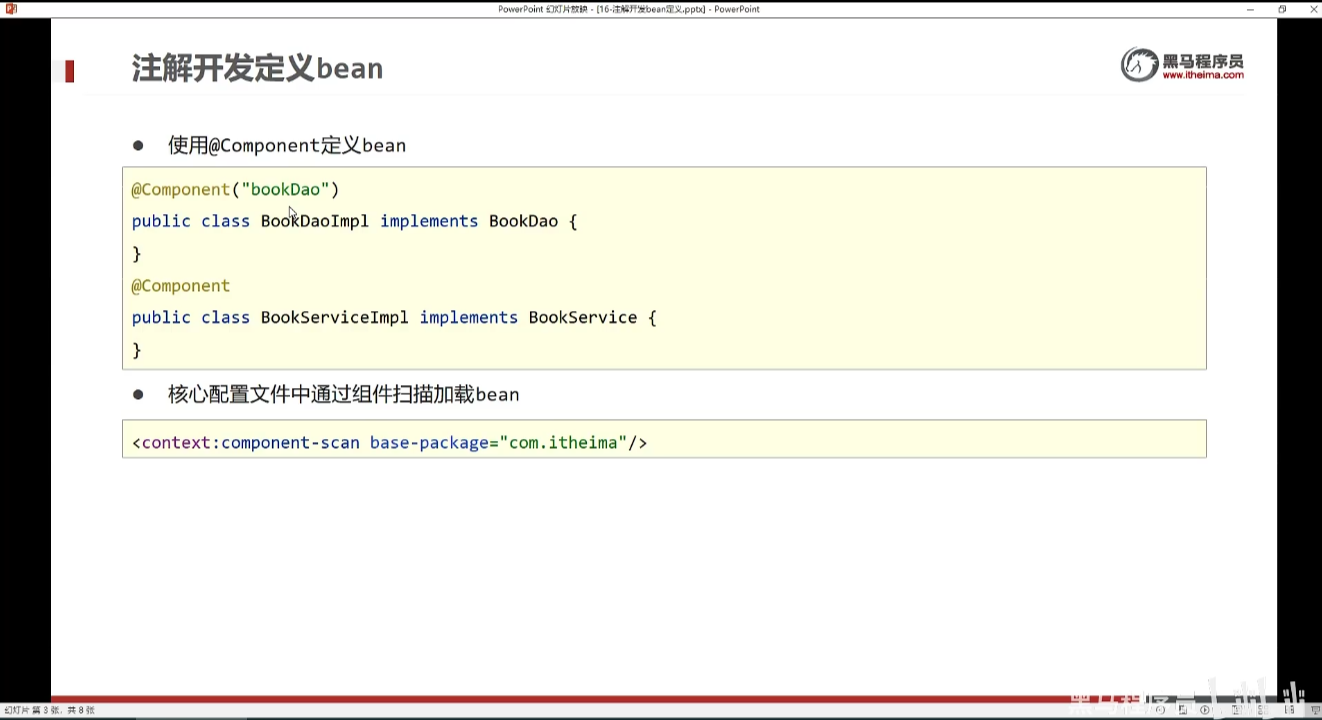 PowerPoint 幻灯片放映 - [16-注解开发bean定义.pptx] - PowerPoint
注解开发定义bean
黑马程序员
www.itheima.com
● 使用@Component定义bean
@Component("bookDao")
public class BookDaoImpl implements BookDao {
}
@Component
public class BookServiceImpl implements BookService {
}
● 核心配置文件中通过组件扫描加载bean
<context:component-scan base-package="com.itheima"/>
幻灯片 第 3 张，共 8 张